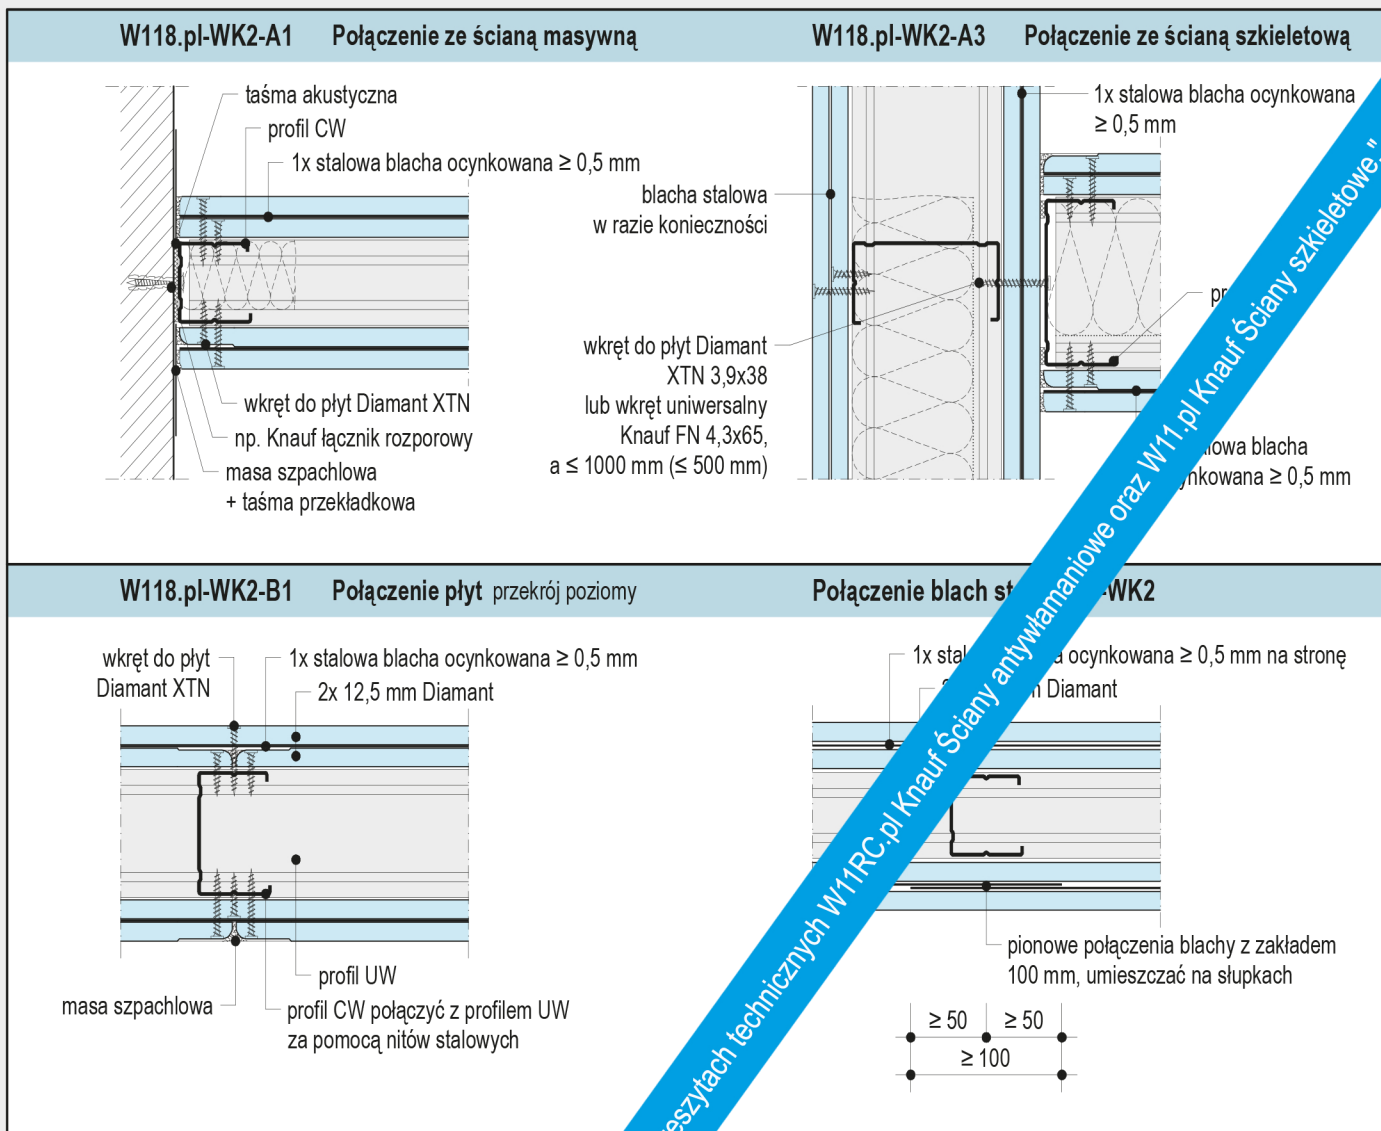 W118.pl-WK2-A1 Połączenie ze ścianą masywną
taśma akustyczna
profil CW
1x stalowa blacha ocynkowana ≥ 0,5 mm
wkręt do płyt Diamant XTN
np. Knauf łącznik rozporowy
masa szpachlowa
+ taśma przekładkowa
W118.pl-WK2-A3 Połączenie ze ścianą szkieletową
1x stalowa blacha ocynkowana
≥ 0,5 mm
blacha stalowa
w razie konieczności
wkręt do płyt Diamant
XTN 3,9x38
lub wkręt uniwersalny
Knauf FN 4,3x65,
a ≤ 1000 mm (≤ 500 mm)
blacha
≥ 0,5 mm
W118.pl-WK2-B1 Połączenie płyt przekrój poziomy
wkręt do płyt
Diamant XTN
1x stalowa blacha ocynkowana ≥ 0,5 mm
2x 12,5 mm Diamant
masa szpachlowa
profil UW
profil CW połączyć z profilem UW
za pomocą nitów stalowych
Połączenie blach WK2
1x ocynkowana ≥ 0,5 mm na stronę
Diamant
pionowe połączenia blachy z zakładem
100 mm, umieszczać na słupkach
≥ 50 ≥ 50
≥ 100
technicznych W11RC.pl Knauf Ściany antywłamaniowe oraz W11.pl Knauf Ściany szkieletowe."